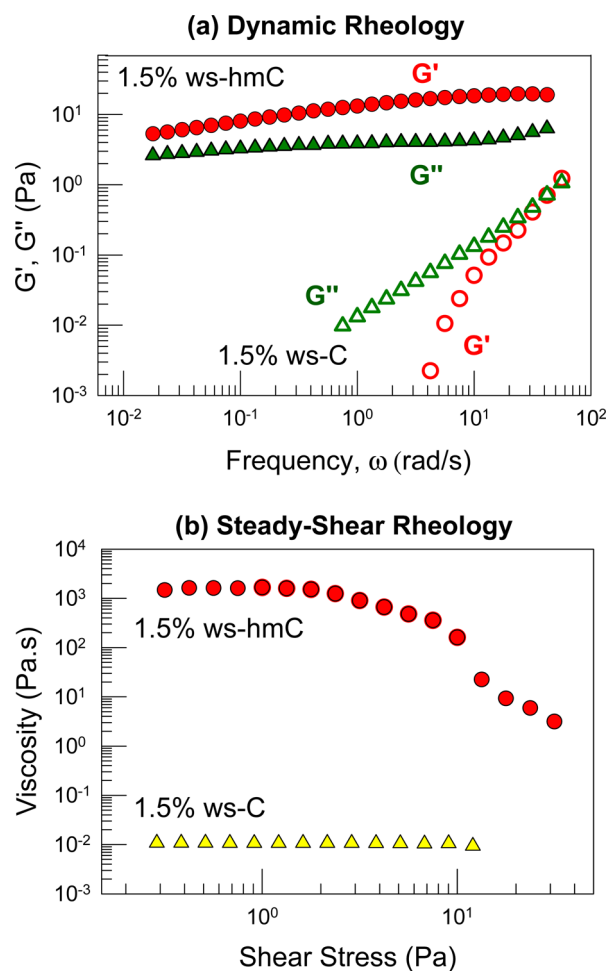 (a) Dynamic Rheology
1.5% ws-hmC
G'
G''
G''
1.5% ws-C
G'
G', G'' (Pa)
10²
10¹
10⁰
10⁻¹
10⁻²
10⁻³
10⁻² 10⁻¹ 10⁰ 10¹ 10²
Frequency, ω (rad/s)
(b) Steady-Shear Rheology
Viscosity (Pa.s)
10⁴
10³
10²
10¹
10⁰
10⁻¹
10⁻²
10⁻³
1.5% ws-hmC
1.5% ws-C
10⁰ 10¹
Shear Stress (Pa)